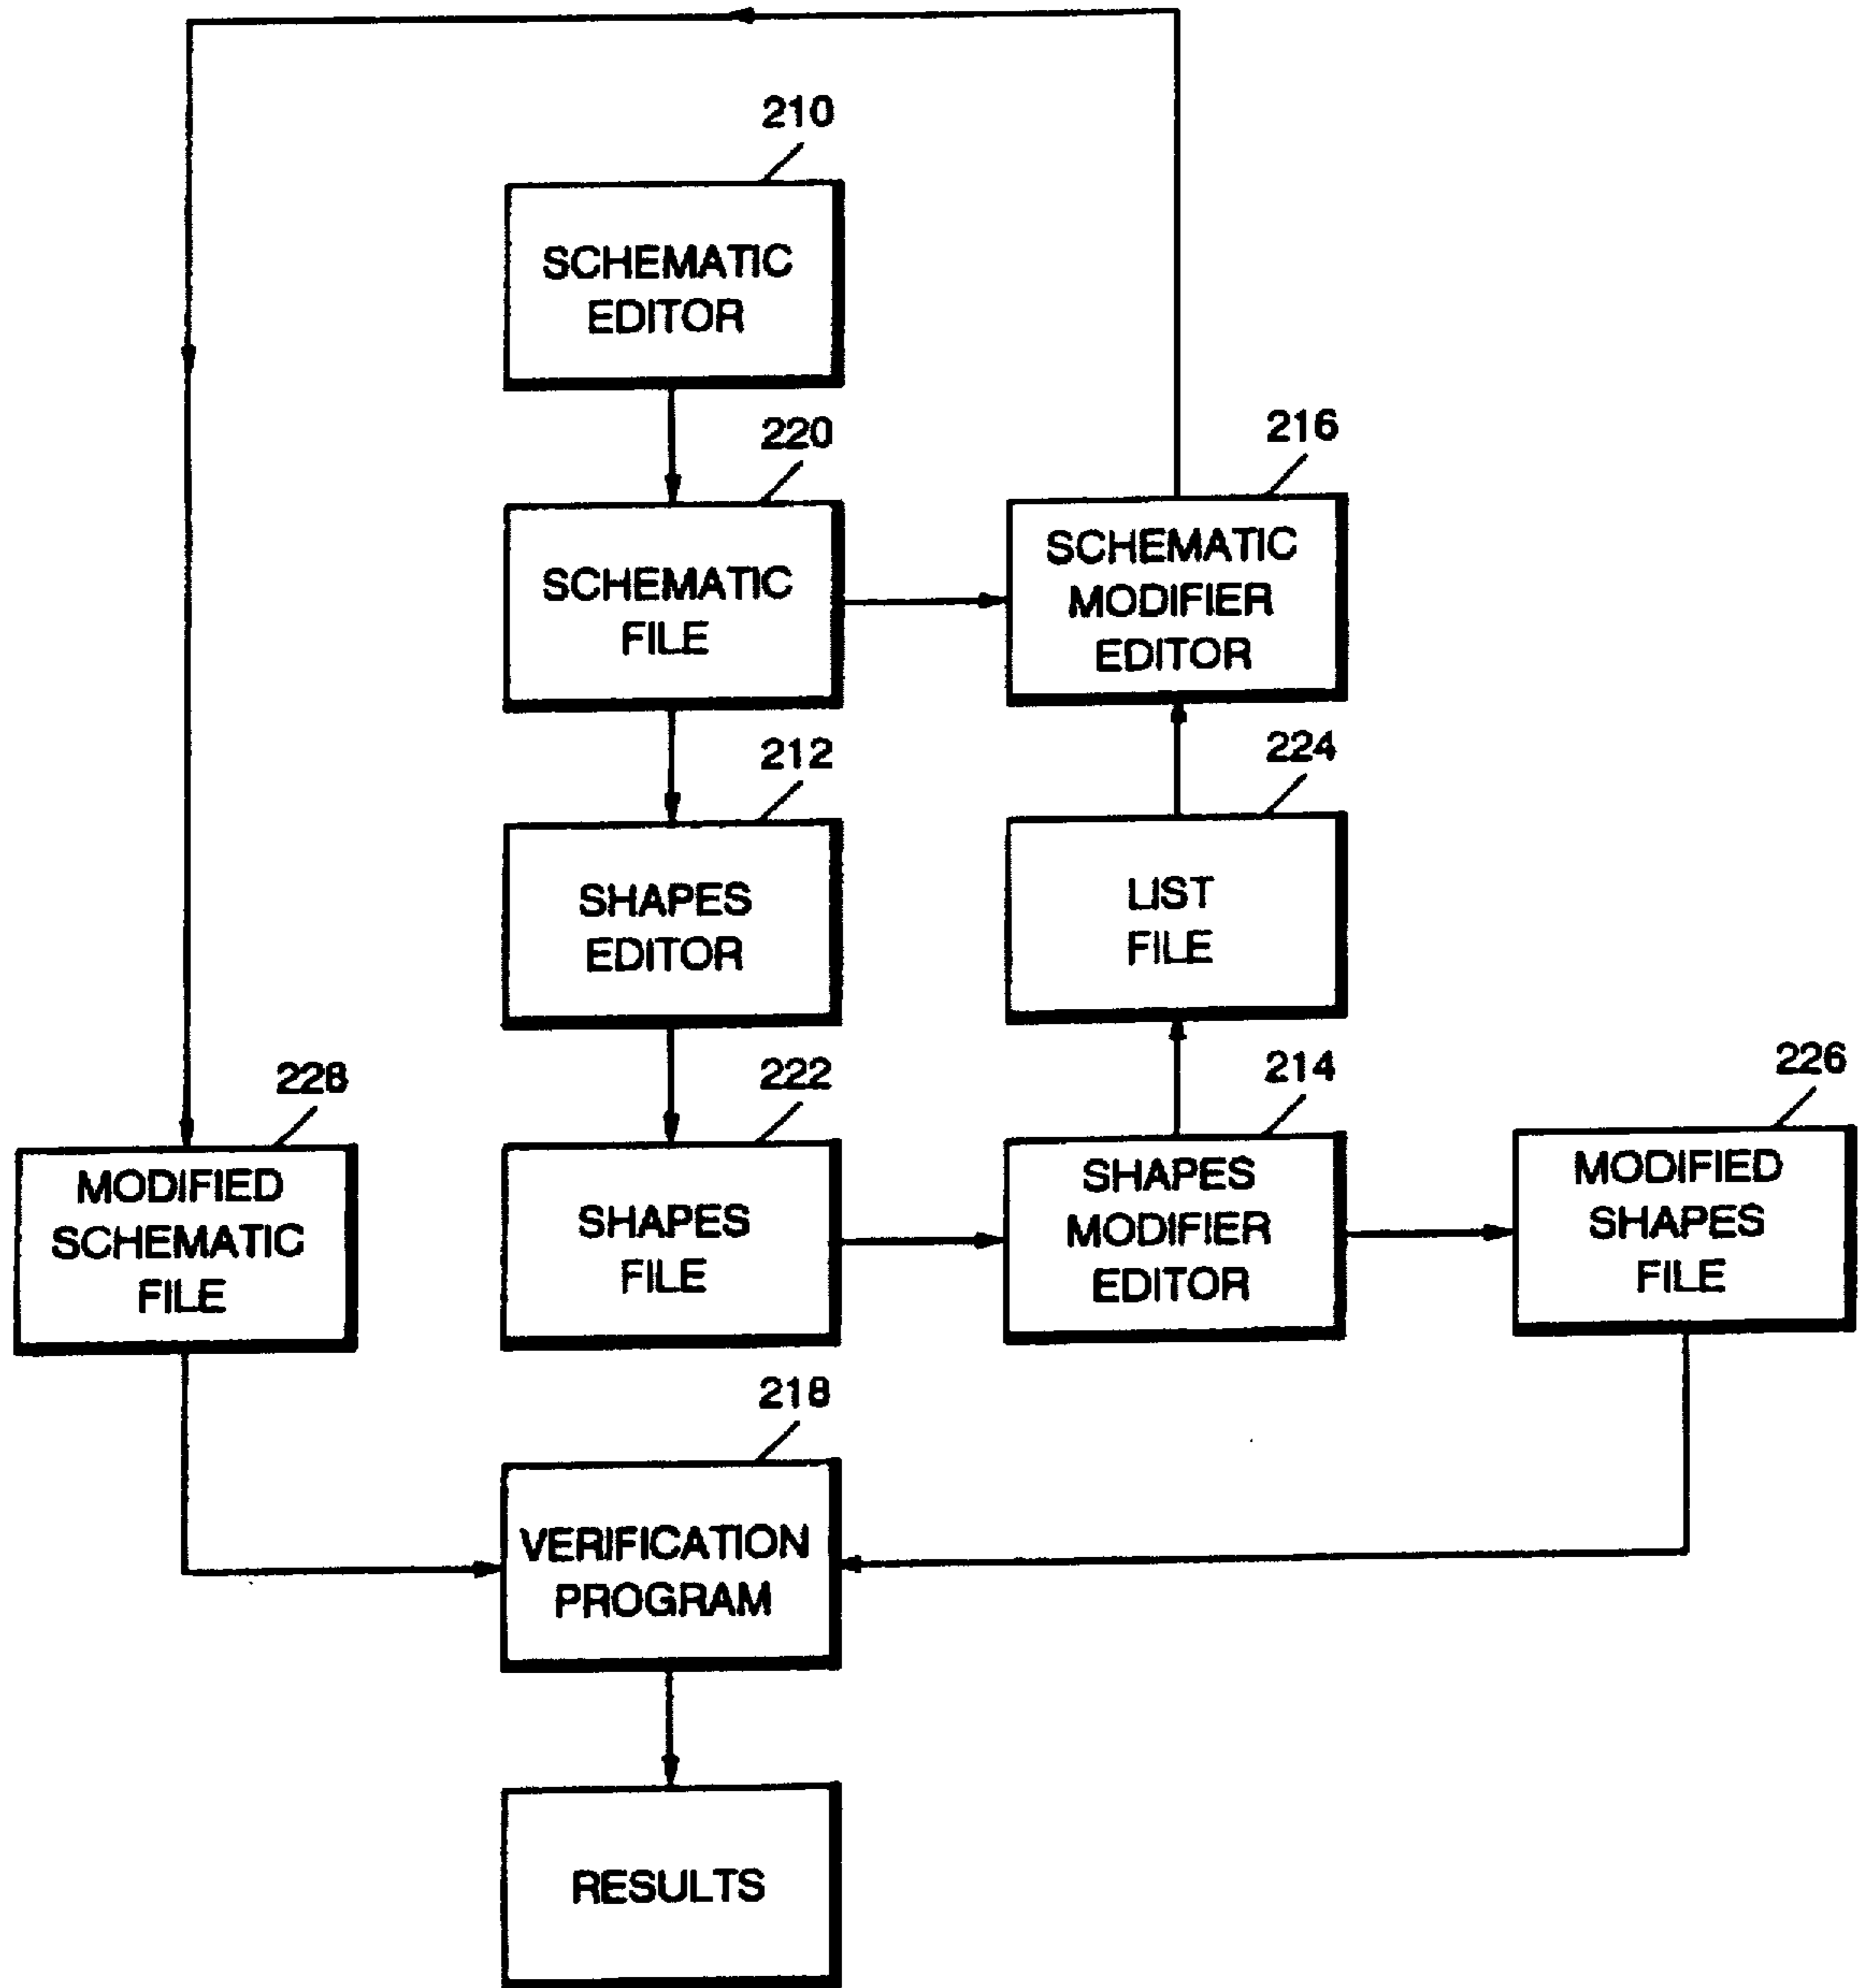 210
SCHEMATIC
EDITOR
220
SCHEMATIC
FILE
216
SCHEMATIC
MODIFIER
EDITOR
212
SHAPES
EDITOR
224
LIST
FILE
228
MODIFIED
SCHEMATIC
FILE
222
SHAPES
FILE
214
SHAPES
MODIFIER
EDITOR
226
MODIFIED
SHAPES
FILE
218
VERIFICATION
PROGRAM
RESULTS